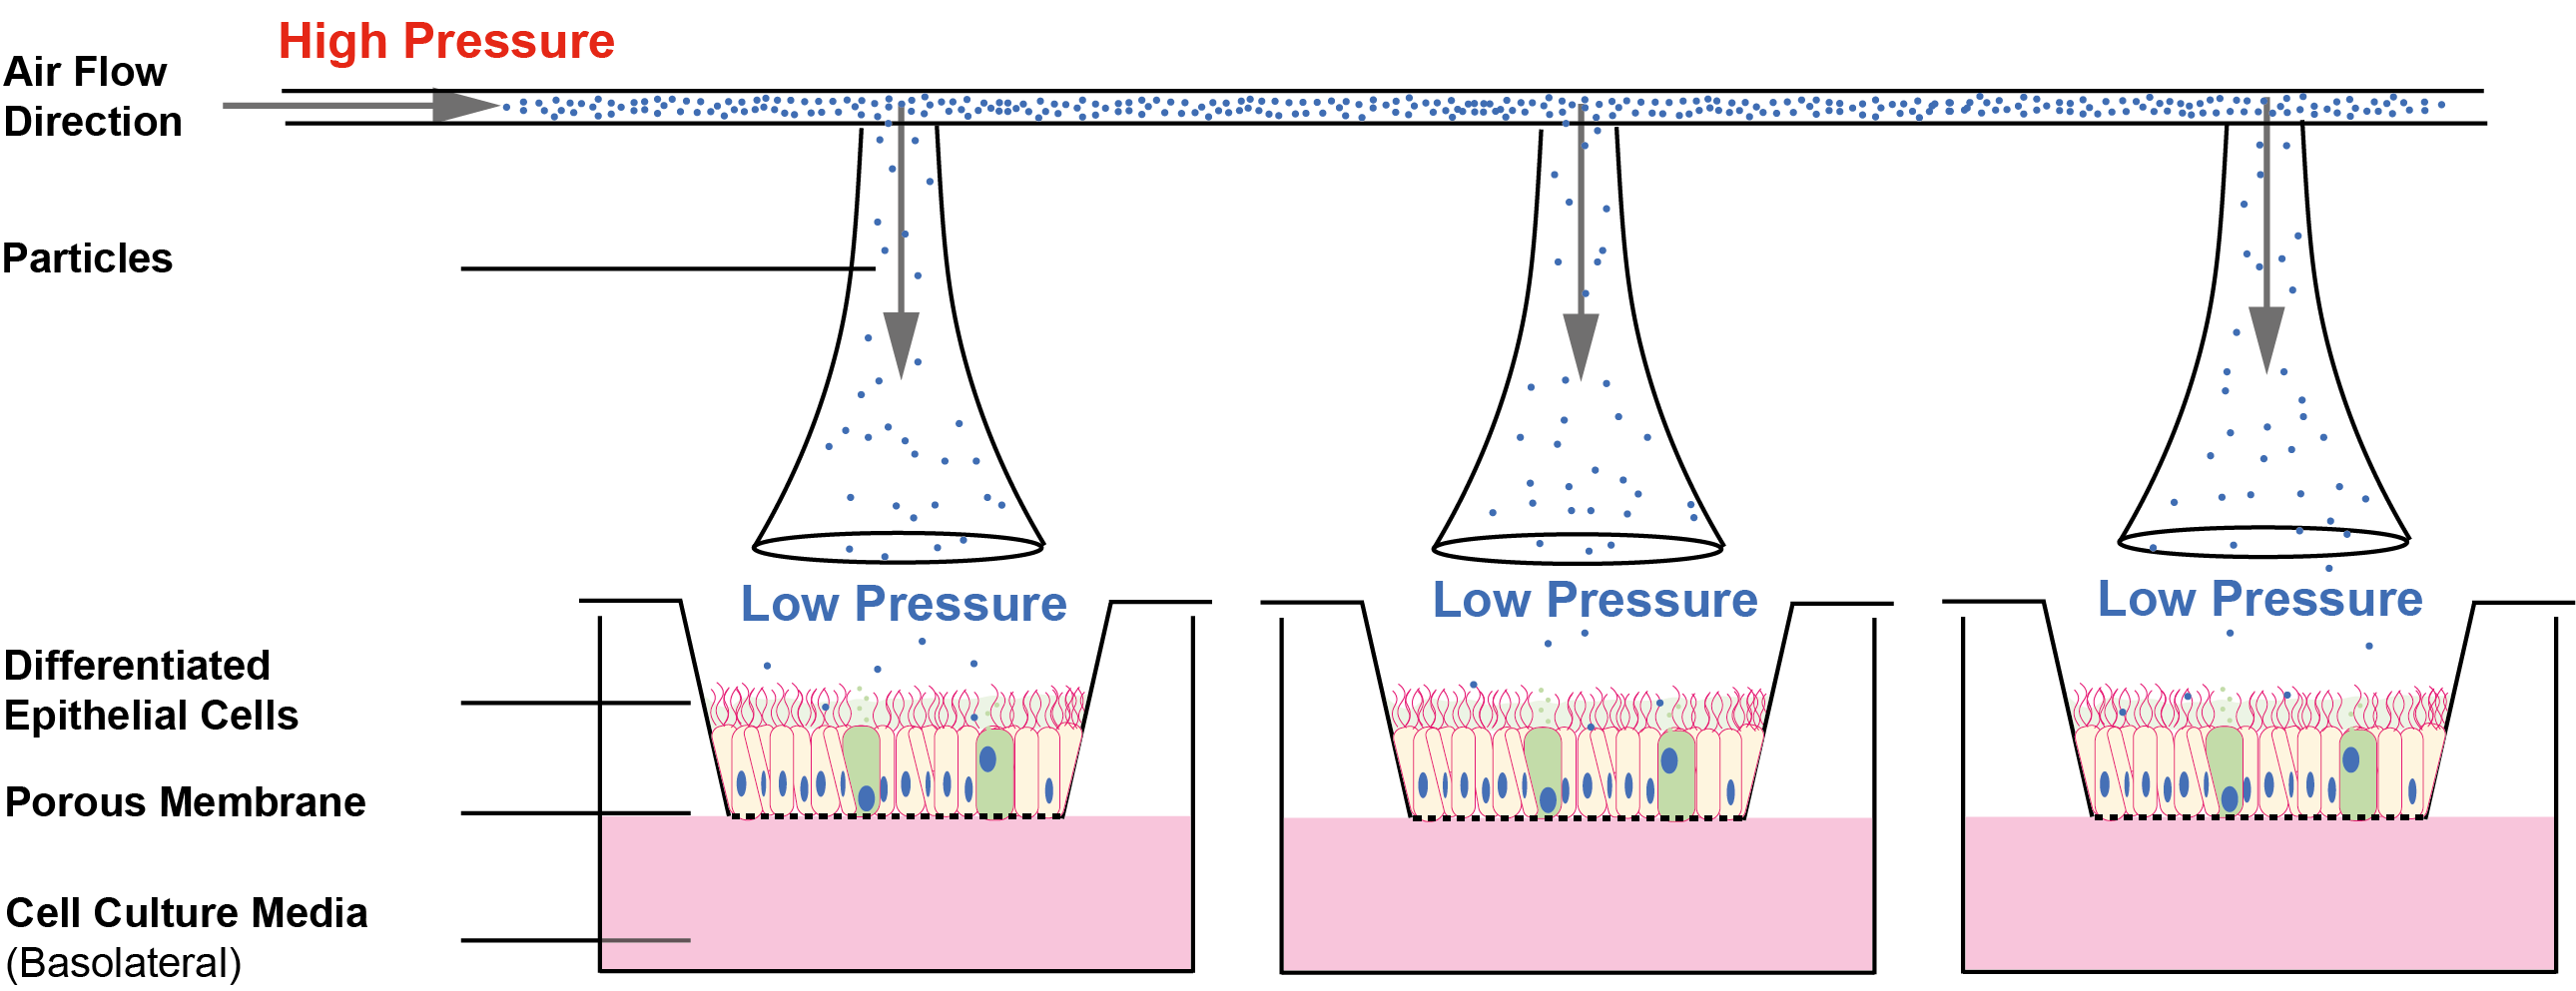 High Pressure
Air Flow
Direction
Particles
Low Pressure
Low Pressure
Low Pressure
Differentiated
Epithelial Cells
Porous Membrane
Cell Culture Media
(Basolateral)